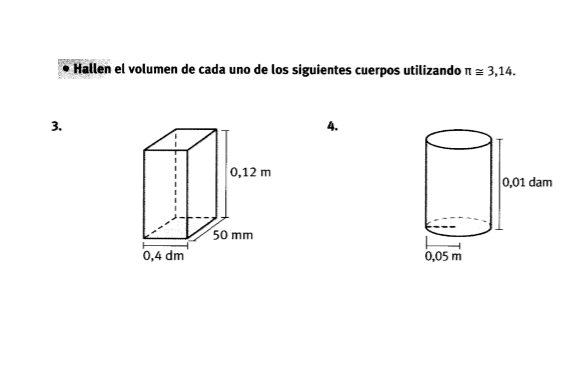 • Hallen el volumen de cada uno de los siguientes cuerpos utilizando π ≅ 3,14.
3.
0,12 m
50 mm
0,4 dm
4.
0,01 dam
0,05 m